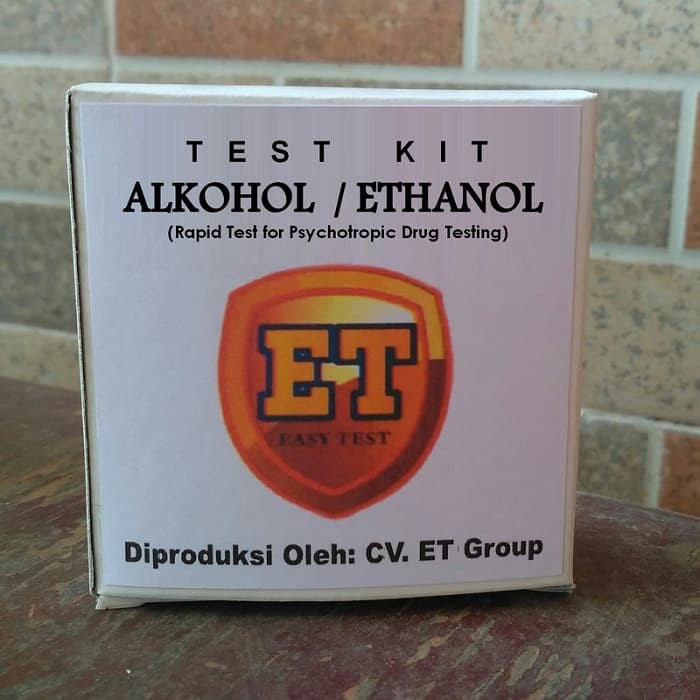 TEST KIT
ALKOHOL / ETHANOL
(Rapid Test for Psychotropic Drug Testing)
ET
EASY TEST
Diproduksi Oleh: CV. ET Group